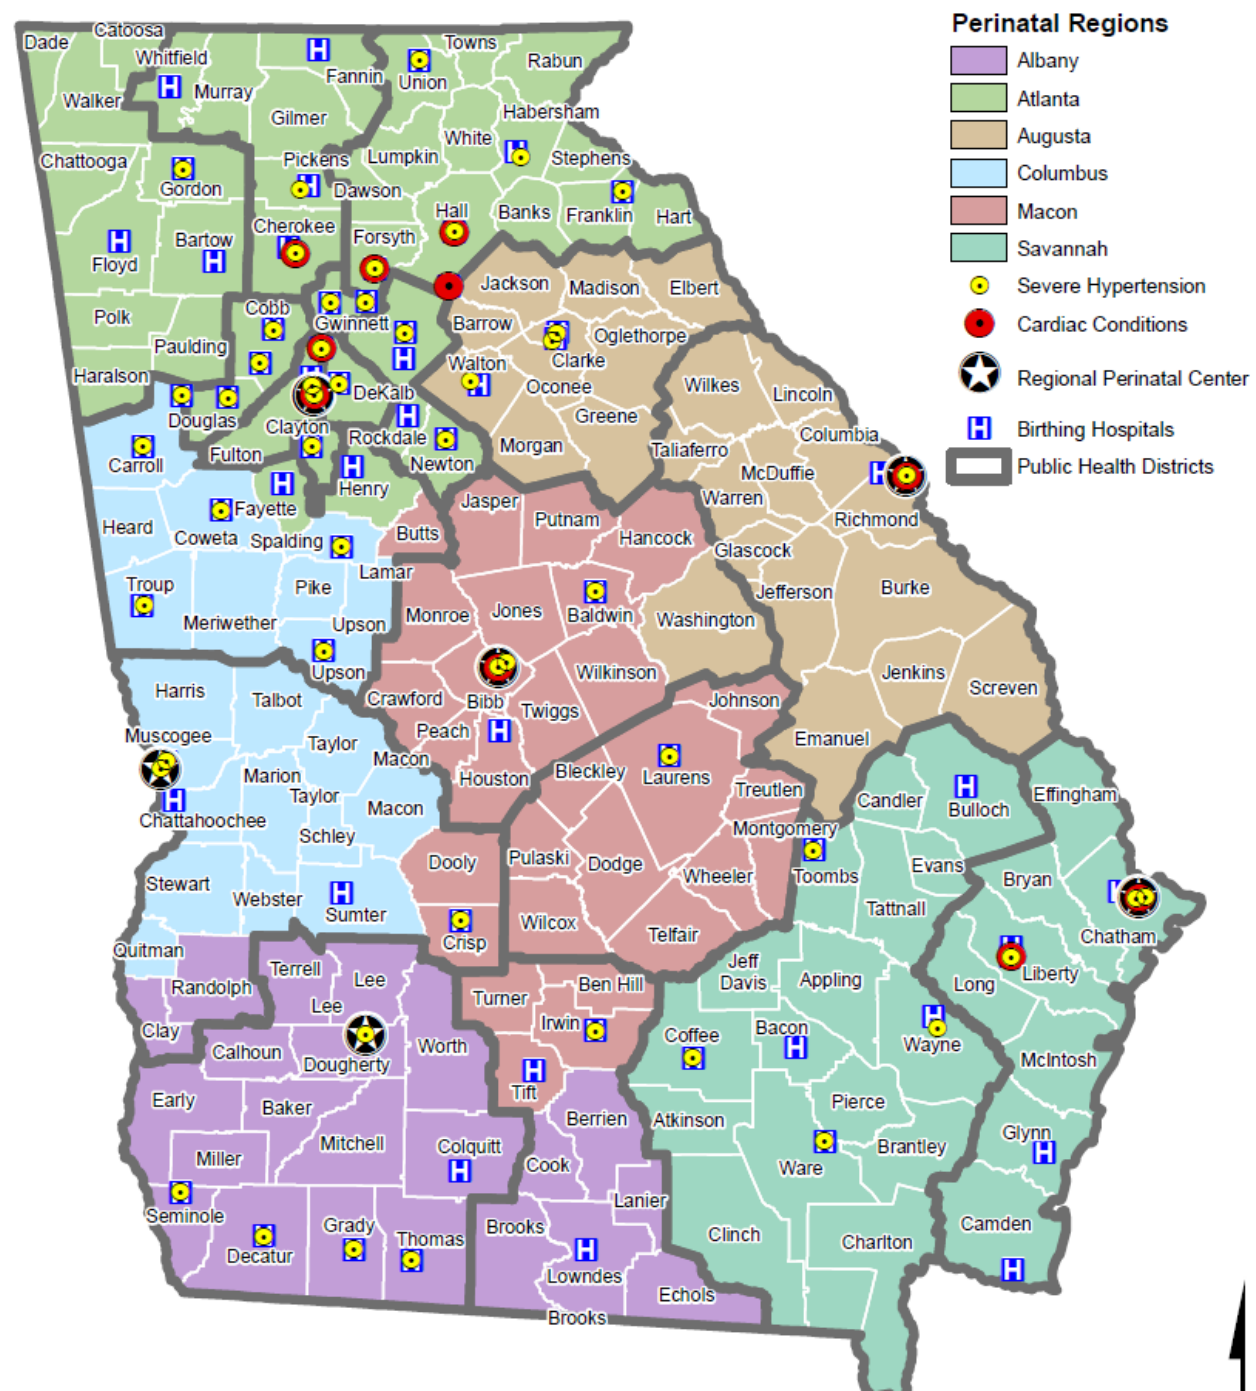 Perinatal Regions
Albany
Atlanta
Augusta
Columbus
Macon
Savannah
Severe Hypertension
Cardiac Conditions
Regional Perinatal Center
H Birthing Hospitals
Public Health Districts
Dade
Catoosa
Whitfield
Walker
Murray
Fannin
Gilmer
Towns
Union
Rabun
Habersham
White
Lumpkin
Stephens
Chattooga
Gordon
Pickens
Dawson
Hall
Banks
Franklin
Hart
Floyd
Bartow
Cherokee
Forsyth
Jackson
Madison
Elbert
Polk
Cobb
Gwinnett
Barrow
Oglethorpe
Paulding
Haralson
Clarke
Walton
Oconee
Wilkes
Lincoln
Douglas
DeKalb
Greene
Clayton
Rockdale
Morgan
Taliaferro
Columbia
Carroll
Fulton
Newton
McDuffie
Henry
Warren
Fayette
Jasper
Putnam
Hancock
Richmond
Heard
Coweta
Spalding
Butts
Glascock
Troup
Pike
Lamar
Jefferson
Burke
Meriwether
Upson
Monroe
Jones
Baldwin
Washington
Upson
Wilkinson
Jenkins
Screven
Harris
Talbot
Crawford
Bibb
Twiggs
Johnson
Peach
Emanuel
Muscogee
Taylor
Macon
Houston
Bleckley
Laurens
Treutlen
Candler
Bulloch
Effingham
Marion
Taylor
Macon
Chattahoochee
Schley
Montgomery
Dooly
Pulaski
Dodge
Wheeler
Toombs
Evans
Bryan
Stewart
Webster
Sumter
Tattnall
Crisp
Wilcox
Telfair
Chatham
Quitman
Randolph
Terrell
Lee
Lee
Turner
Ben Hill
Jeff
Davis
Appling
Long
Liberty
Clay
Calhoun
Dougherty
Worth
Irwin
Coffee
Bacon
Wayne
McIntosh
Tift
Early
Baker
Berrien
Atkinson
Pierce
Mitchell
Miller
Colquitt
Cook
Ware
Brantley
Glynn
Seminole
Lanier
Decatur
Grady
Thomas
Brooks
Clinch
Charlton
Camden
Lowndes
Echols
Brooks